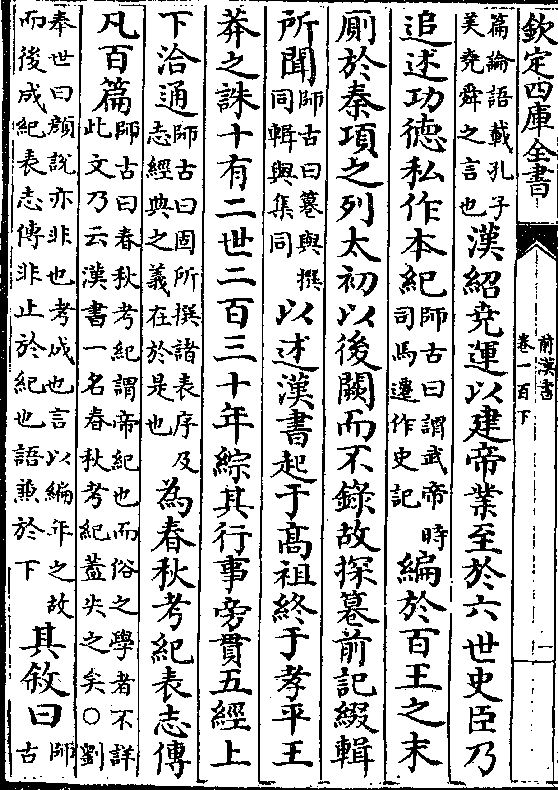 欽定四庫全書
前漢書
卷一百下
篇論語載孔子
美堯舜之言也
漢紹堯運以建帝業至於六世史臣乃
追述功德私作本紀
師古曰謂武帝時
司馬遷作史記
編於百王之末
廁於秦項之列太初以後闕而不錄故探篹前記綴輯
所聞
師古曰篹與撰
同輯與集同
以述漢書起于髙祖終于孝平王
莽之誅十有二世二百三十年綜其行事旁貫五經上
下洽通
師古曰固所撰諸表序及
志經典之義在於是也
為春秋考紀表志傳
凡百篇
師古曰春秋考紀謂帝紀也而俗之學者不詳
此文乃云漢書一名春秋考紀蓋失之矣○劉
奉世曰顔說亦非也考成也言以編年之故
而後成紀表志傳非止於紀也語兼於下
其敘曰
師
古